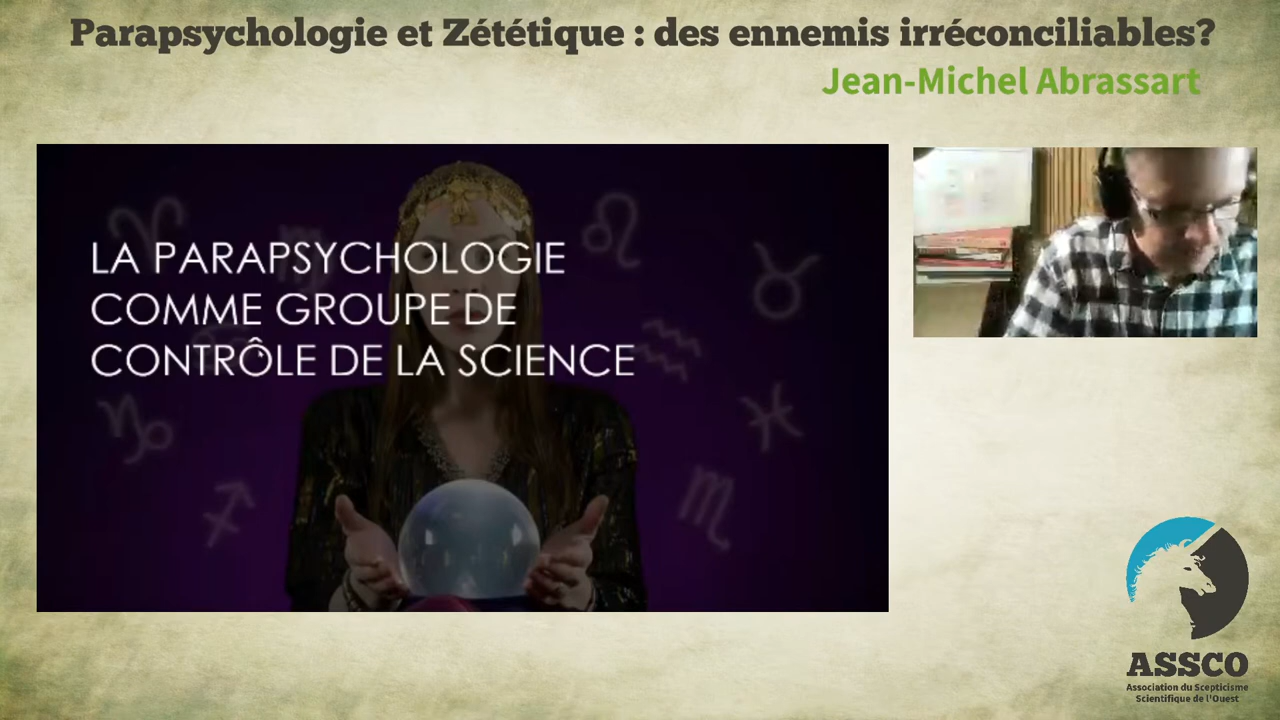 Parapsychologie et Zététique : des ennemis irréconciliables?
Jean-Michel Abrassart
LA PARAPSYCHOLOGIE
COMME GROUPE DE
CONTRÔLE DE LA SCIENCE
ASSCO
Association du Scepticisme
Scientifique de l'Ouest